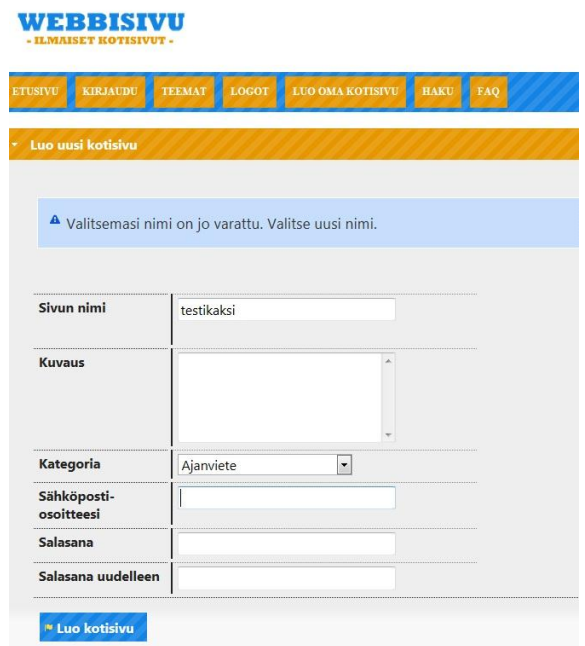 WEBBISIVU
- ILMAISET KOTISIVUT -
ETUSIVU KIRJAUDU TEEMAT LOGOT LUO OMA KOTISIVU HAKU FAQ
Luo uusi kotisivu
Valitsemasi nimi on jo varattu. Valitse uusi nimi.
Sivun nimi testikaksi
Kuvaus
Kategoria Ajanviete
Sähköposti-
osoitteesi
Salasana
Salasana uudelleen
Luo kotisivu